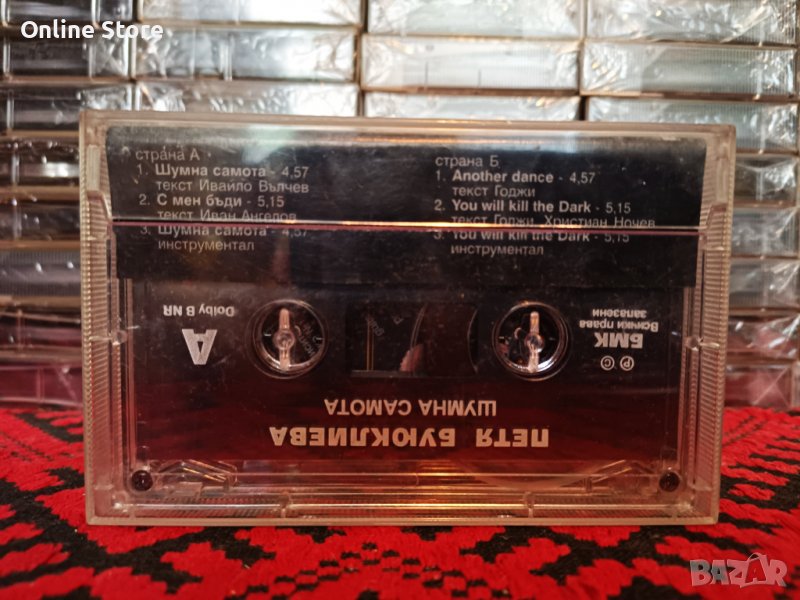 Online Store
страна А
1. Шумна самота - 4,57
текст Ивайло Вълчев
2. С мен бъди - 5,15
текст Иван Ангелов
3. Шумна самота - 4,57
инструментал
страна Б
1. Another dance - 4,57
текст Годжи
2. You will kill the Dark - 5,15
текст Годжи, Християн Ночев
3. You will kill the Dark - 5,15
инструментал
ПЕТЯ БУЮКЛИЕВА
ШУМНА САМОТА
A
Dolby B NR
БМК
Всички права
запазени
P C
BAZAR